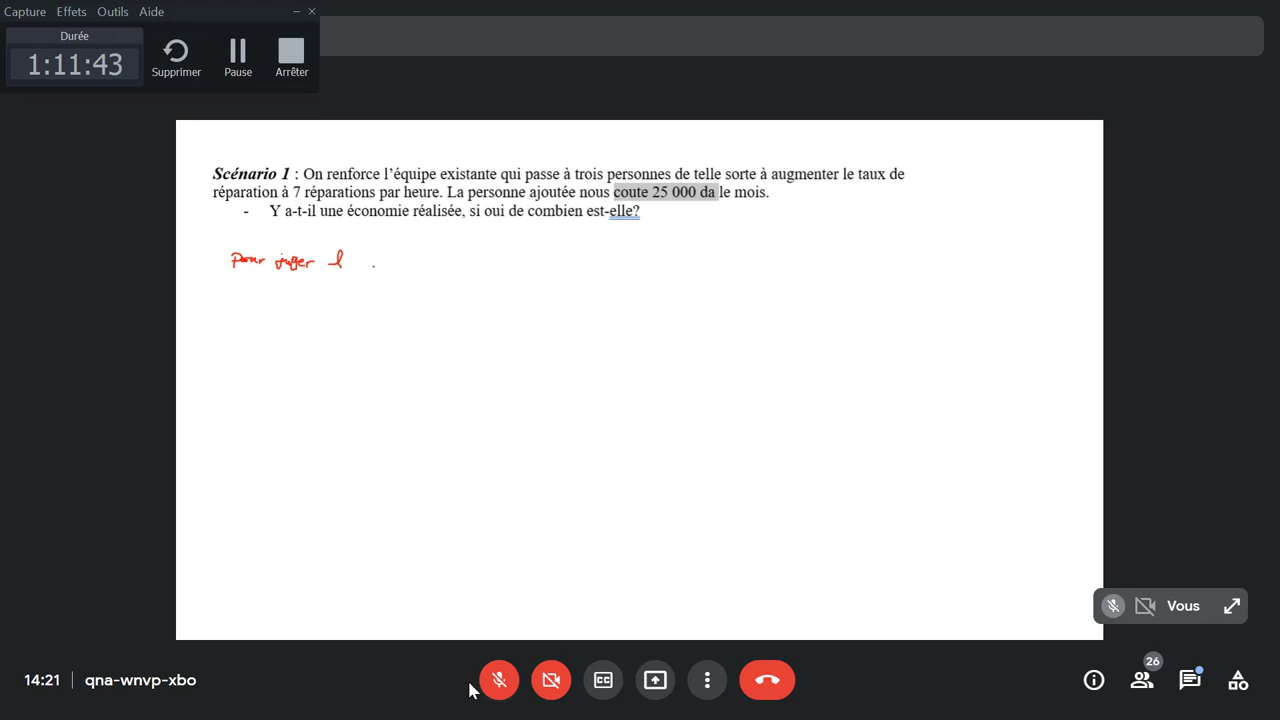 Capture Effets Outils Aide
Durée
1:11:43
Supprimer Pause Arrêter
Scénario 1 : On renforce l’équipe existante qui passe à trois personnes de telle sorte à augmenter le taux de
réparation à 7 réparations par heure. La personne ajoutée nous coute 25 000 da le mois.
- Y a-t-il une économie réalisée, si oui de combien est-elle?
Pour juger l
Vous
26
14:21 qna-wnvp-xbo